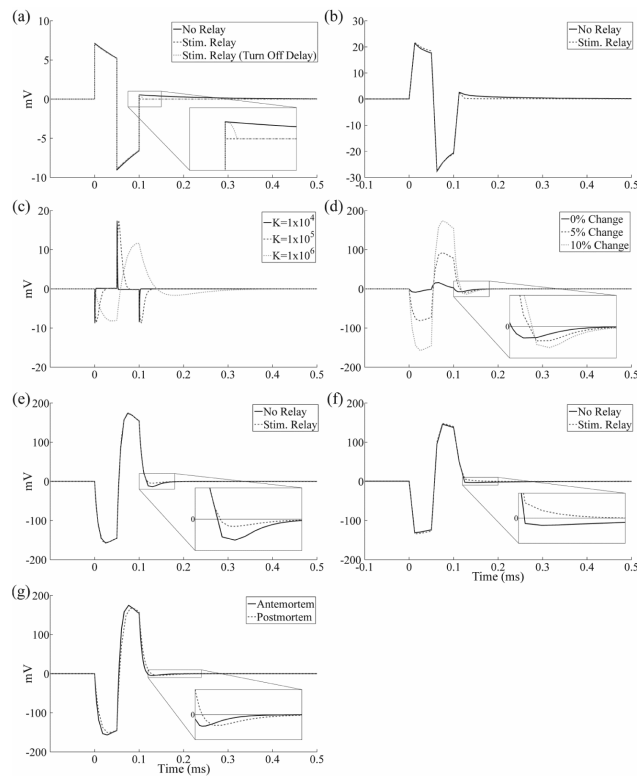 (a)
No Relay
Stim. Relay
Stim. Relay (Turn Off Delay)
mV
10
5
0
-5
-10
0 0.1 0.2 0.3 0.4 0.5
(b)
No Relay
Stim. Relay
30
20
10
0
-10
-20
-30
-0.1 0 0.1 0.2 0.3 0.4 0.5
(c)
K=1x10⁴
K=1x10⁵
K=1x10⁶
mV
20
10
0
-10
-20
0 0.1 0.2 0.3 0.4 0.5
(d)
0% Change
5% Change
10% Change
200
100
0
-100
-200
0
0 0.1 0.2 0.3 0.4 0.5
(e)
No Relay
Stim. Relay
mV
200
100
0
-100
-200
0
0 0.1 0.2 0.3 0.4 0.5
(f)
No Relay
Stim. Relay
200
100
0
-100
-200
0
-0.1 0 0.1 0.2 0.3 0.4 0.5
Time (ms)
(g)
Antemortem
Postmortem
mV
200
100
0
-100
-200
0
0 0.1 0.2 0.3 0.4 0.5
Time (ms)